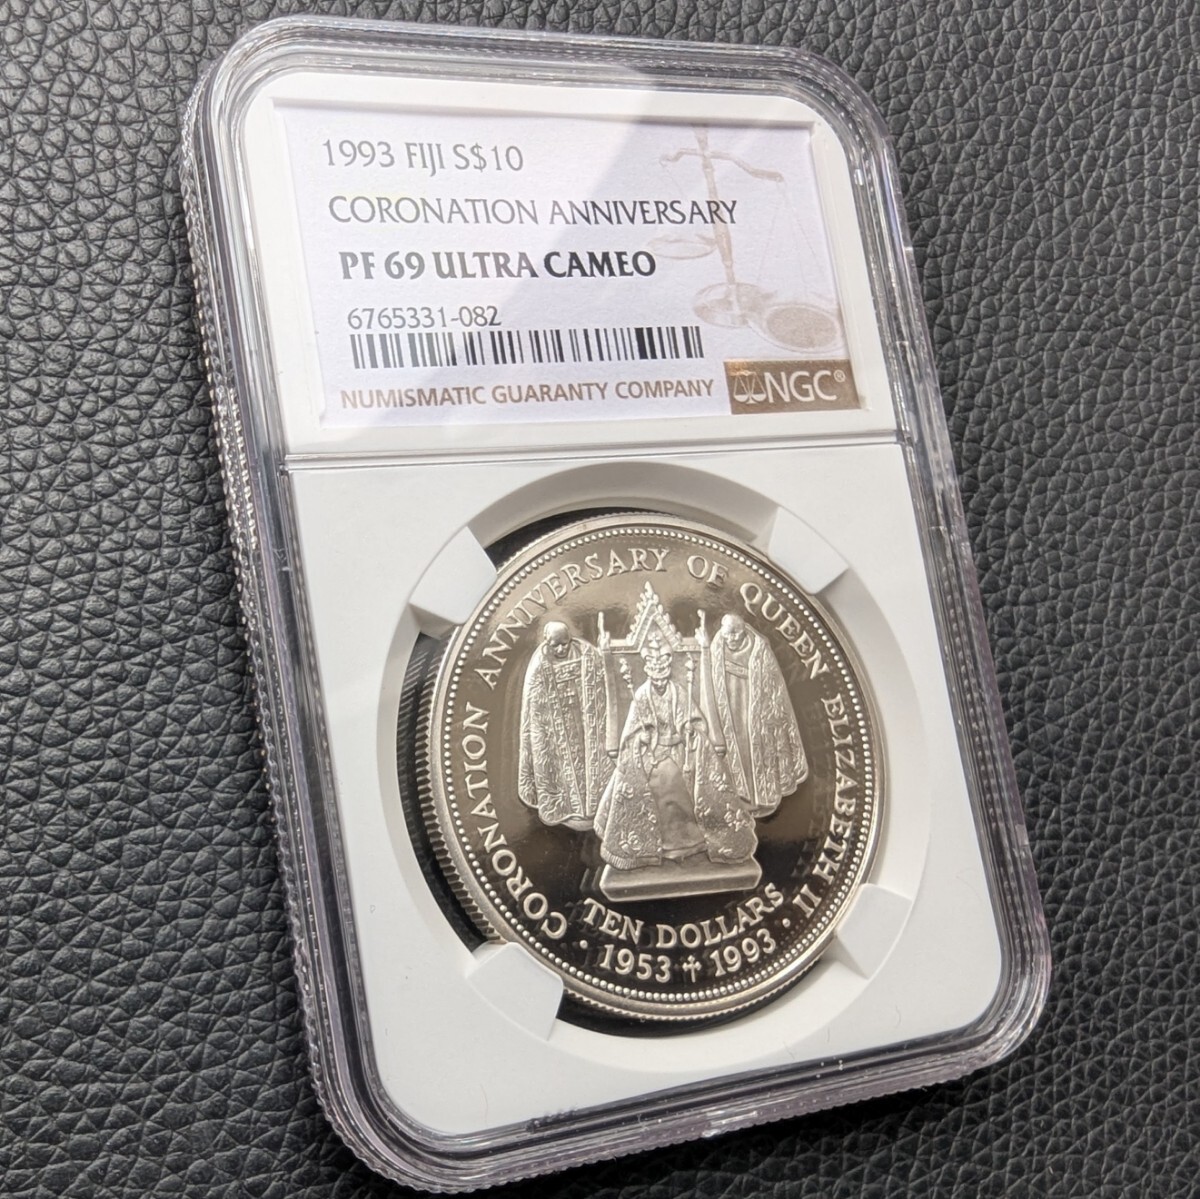 1993 FIJI S$10
CORONATION ANNIVERSARY
PF 69 ULTRA CAMEO
6765331-082
NUMISMATIC GUARANTY COMPANY
NGC®
CORONATION ANNIVERSARY OF QUEEN ELIZABETH II
TEN DOLLARS
· 1953 ✝ 1993 ·